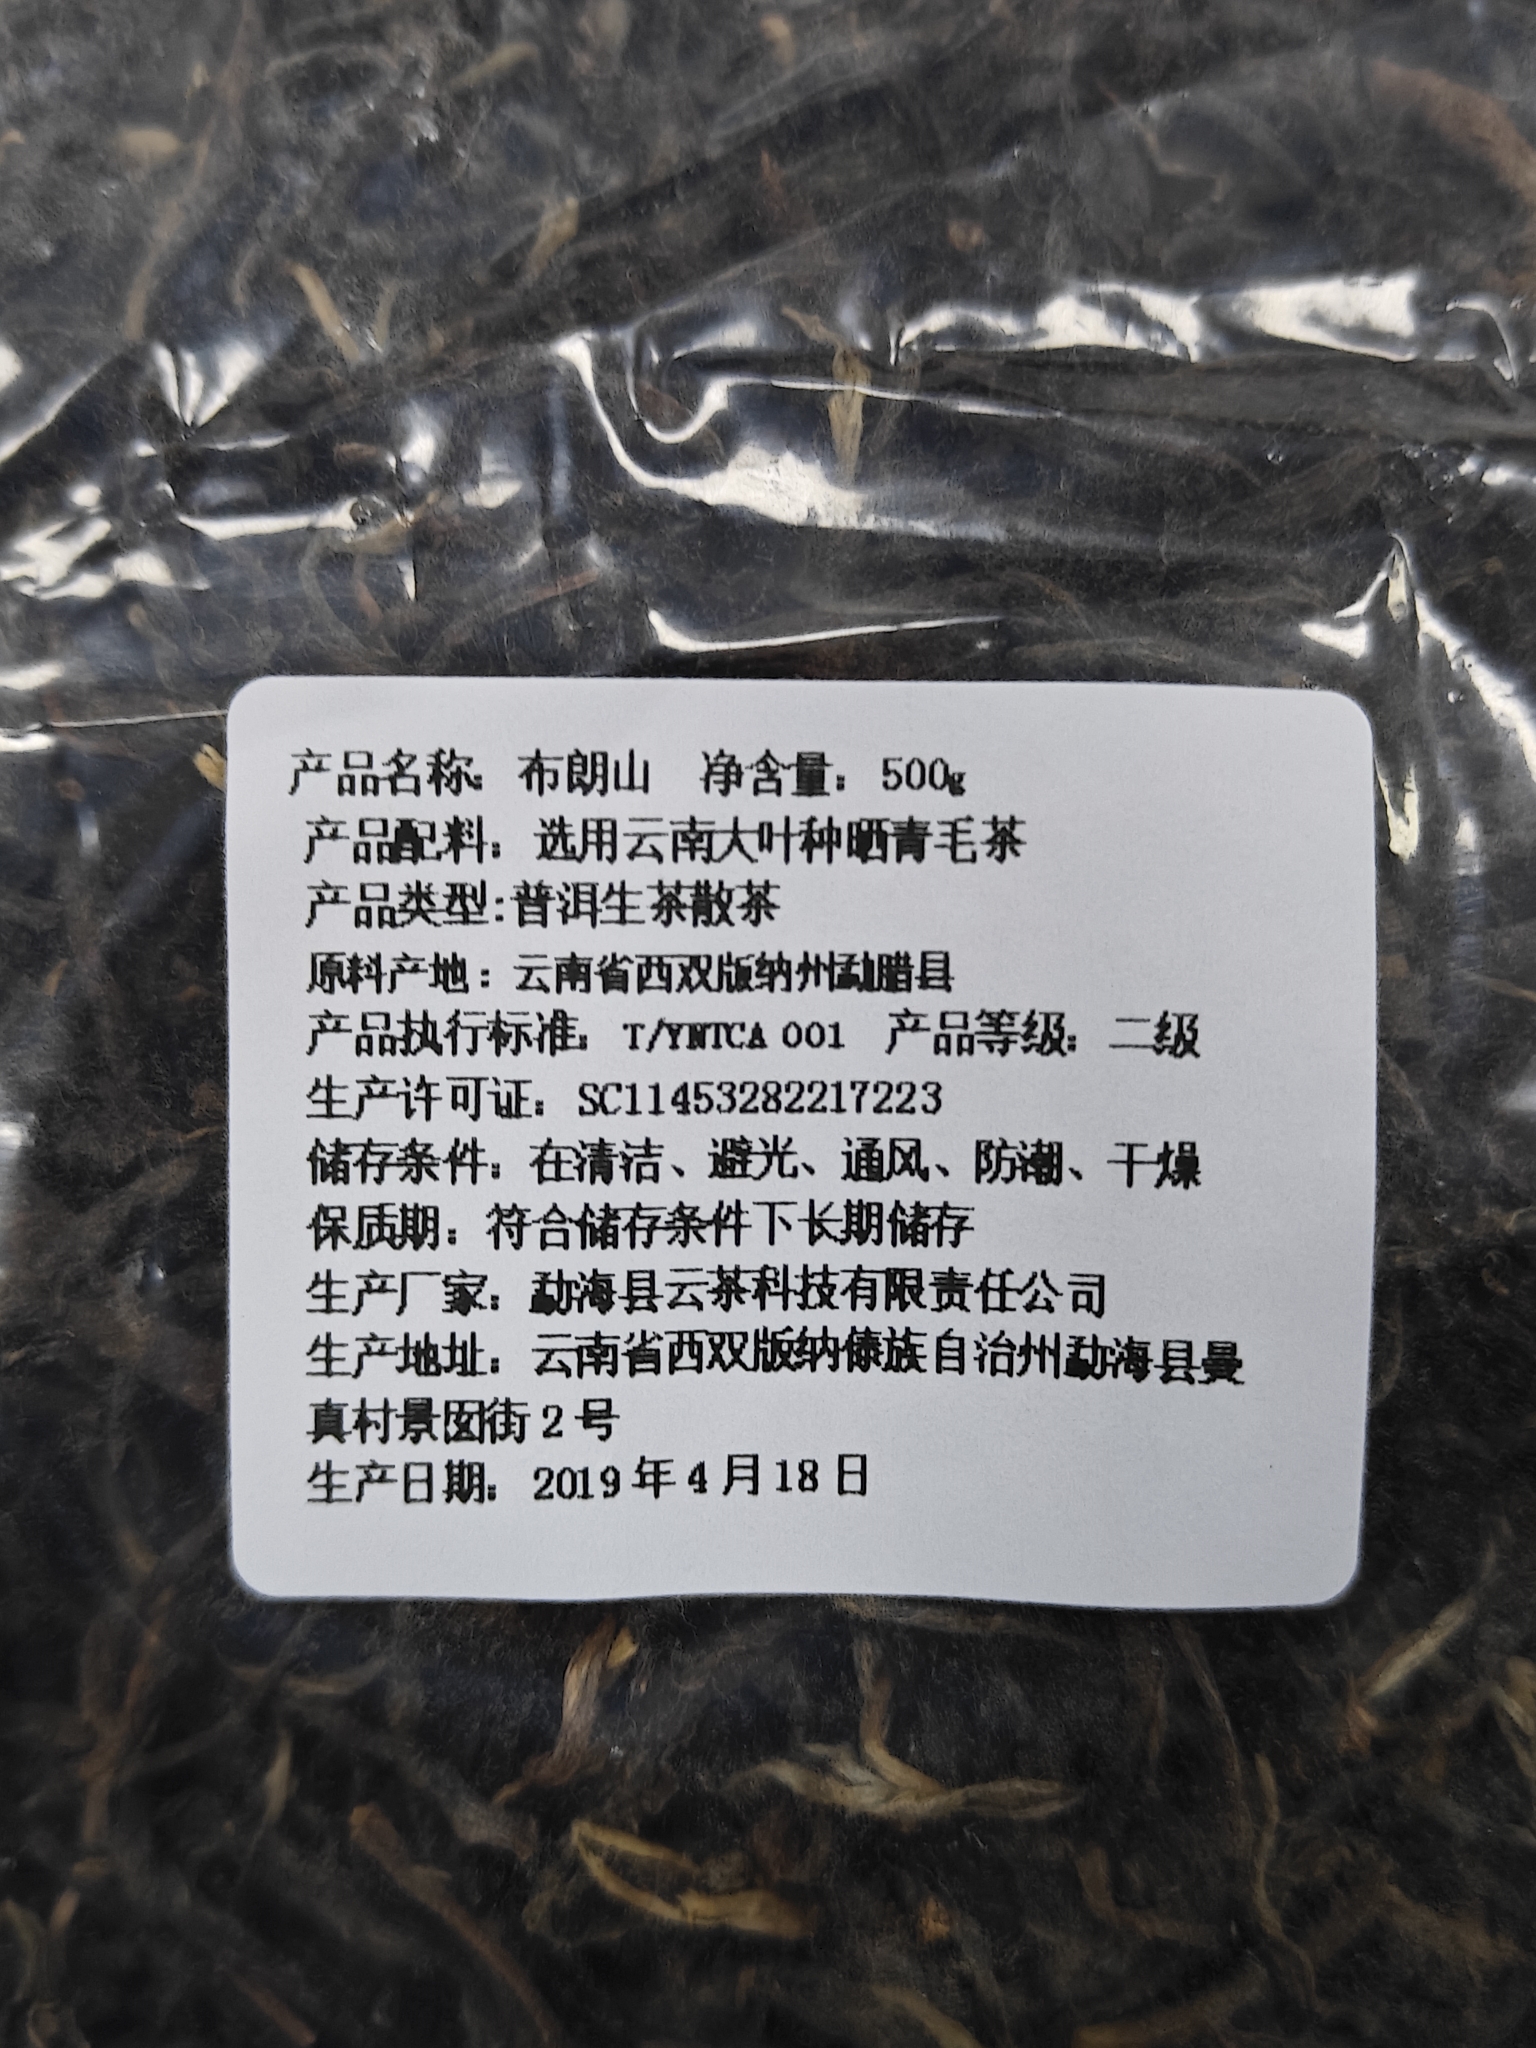 产品名称：布朗山 净含量：500g
产品配料：选用云南大叶种晒青毛茶
产品类型:普洱生茶散茶
原料产地：云南省西双版纳州勐腊县
产品执行标准：T/YNTCA 001 产品等级：二级
生产许可证：SC11453282217223
储存条件：在清洁、避光、通风、防潮、干燥
保质期：符合储存条件下长期储存
生产厂家：勐海县云茶科技有限责任公司
生产地址：云南省西双版纳傣族自治州勐海县曼
真村景囡街 2 号
生产日期：2019 年 4 月 18 日